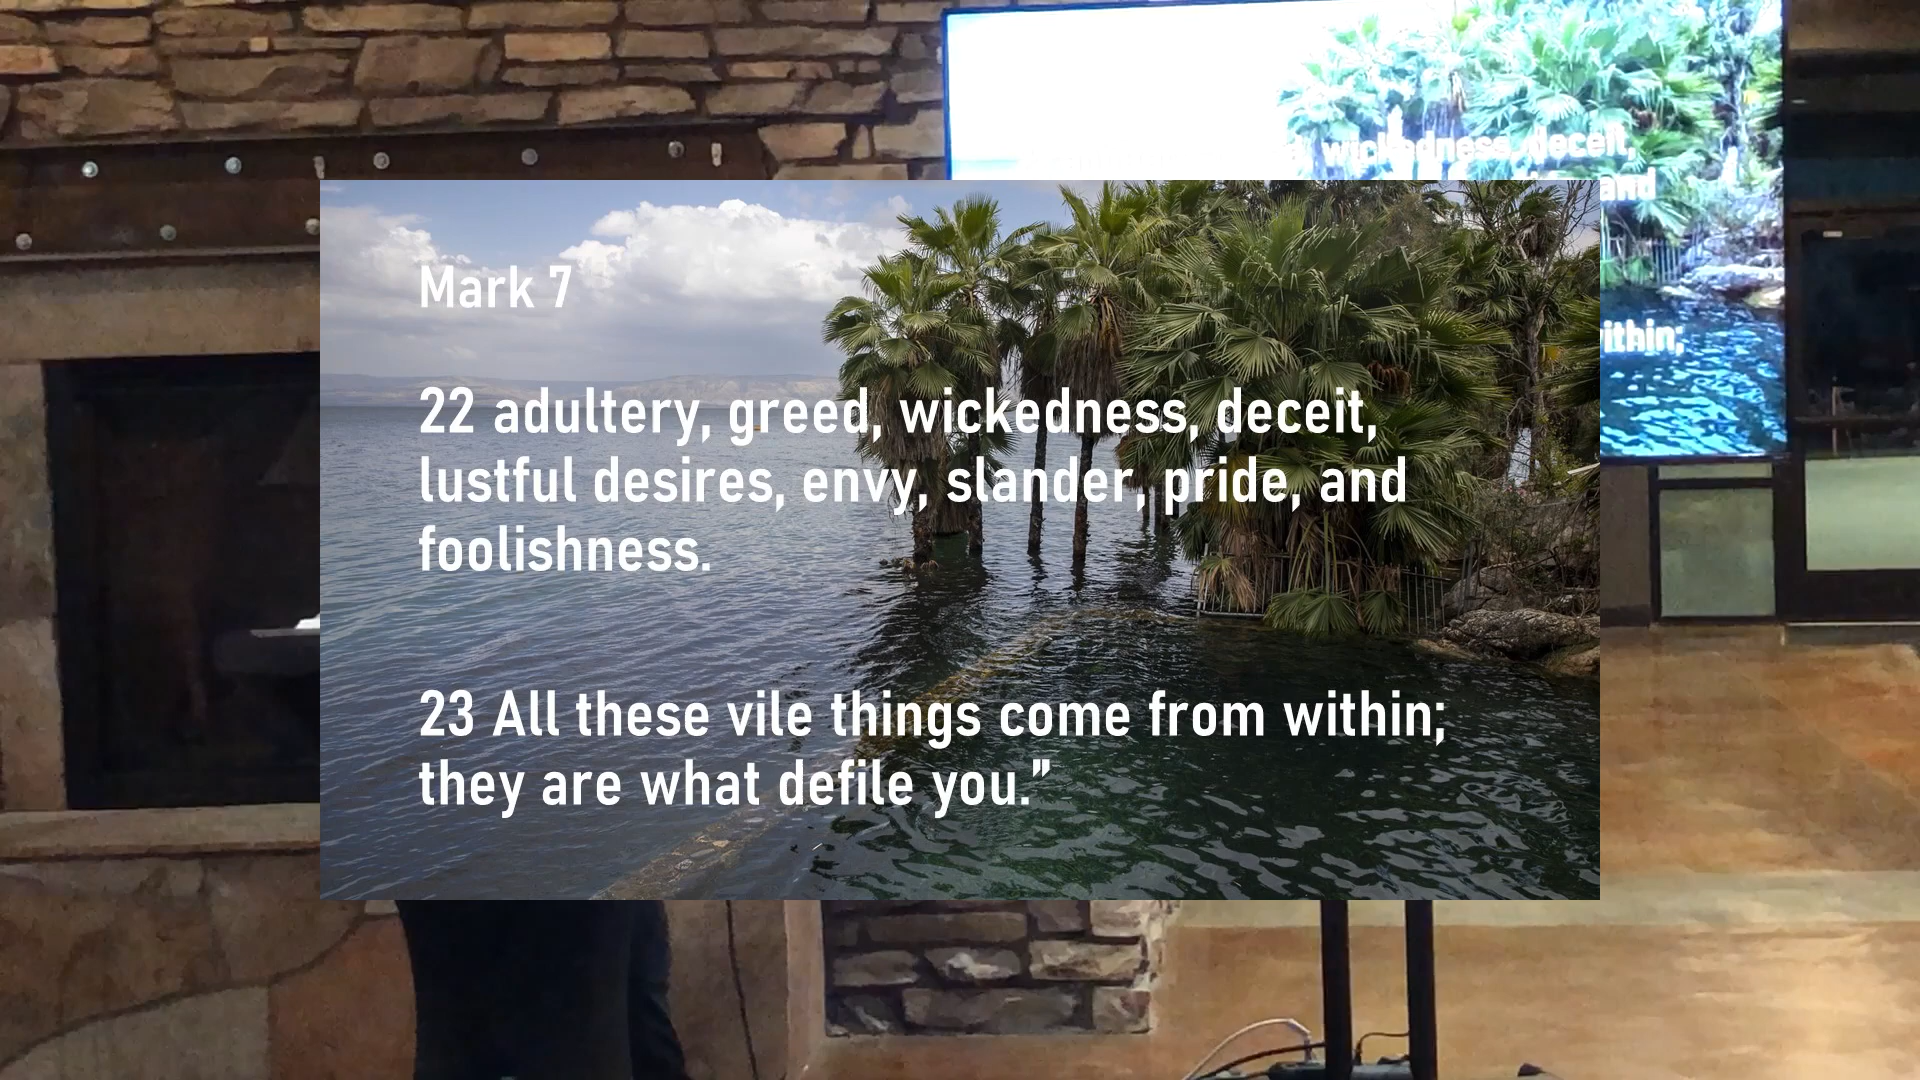 Mark 7
22 adultery, greed, wickedness, deceit,
lustful desires, envy, slander, pride, and
foolishness.
23 All these vile things come from within;
they are what defile you.”
wickedness, deceit,
and
within;